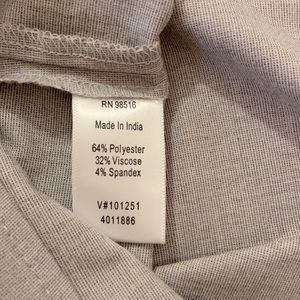 RN 98516
Made In India
64% Polyester
32% Viscose
4% Spandex
V#101251
4011886